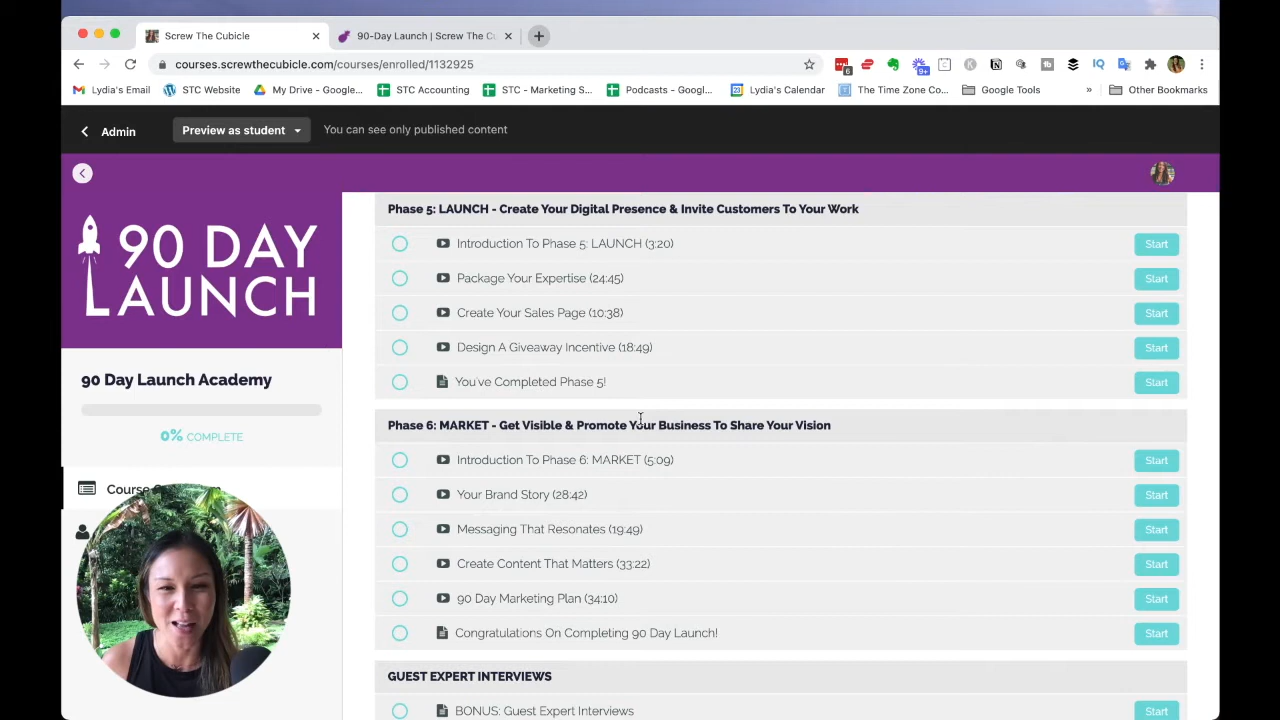 Screw The Cubicle
90-Day Launch | Screw The Cu
courses.screwthecubicle.com/courses/enrolled/1132925
6
9+
IQ
Lydia's Email
STC Website
My Drive - Google...
STC Accounting
STC - Marketing S...
Podcasts - Googl...
Lydia's Calendar
The Time Zone Co...
Google Tools
»
Other Bookmarks
Admin
Preview as student
You can see only published content
90 DAY
LAUNCH
90 Day Launch Academy
0% COMPLETE
Course
Phase 5: LAUNCH - Create Your Digital Presence & Invite Customers To Your Work
Introduction To Phase 5: LAUNCH (3:20)
Start
Package Your Expertise (24:45)
Start
Create Your Sales Page (10:38)
Start
Design A Giveaway Incentive (18:49)
Start
You've Completed Phase 5!
Start
Phase 6: MARKET - Get Visible & Promote Your Business To Share Your Vision
Introduction To Phase 6: MARKET (5:09)
Start
Your Brand Story (28:42)
Start
Messaging That Resonates (19:49)
Start
Create Content That Matters (33:22)
Start
90 Day Marketing Plan (34:10)
Start
Congratulations On Completing 90 Day Launch!
Start
GUEST EXPERT INTERVIEWS
BONUS: Guest Expert Interviews
Start